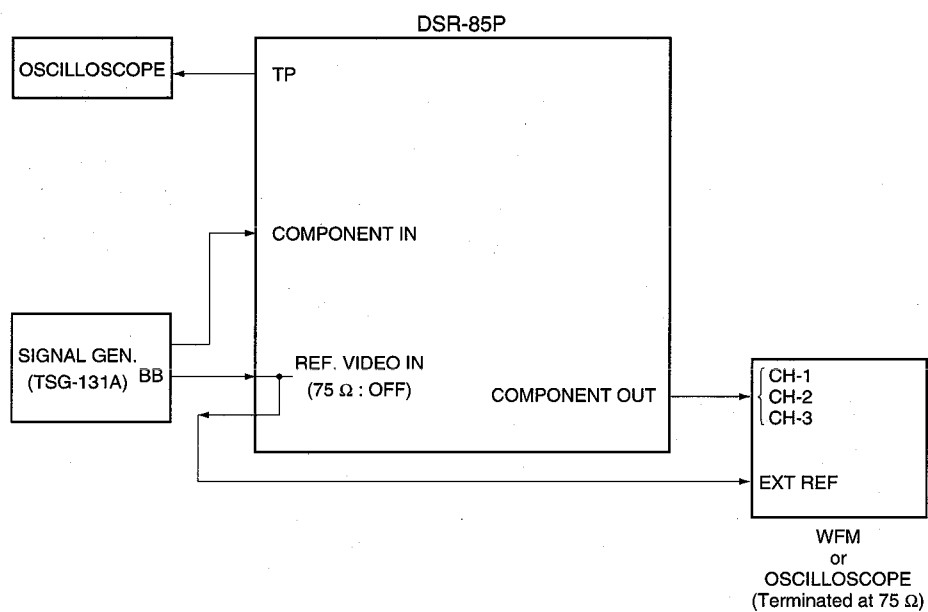 DSR-85P
OSCILLOSCOPE
TP
COMPONENT IN
SIGNAL GEN.
(TSG-131A)
BB
REF. VIDEO IN
(75 Ω : OFF)
COMPONENT OUT
CH-1
CH-2
CH-3
EXT REF
WFM
or
OSCILLOSCOPE
(Terminated at 75 Ω)